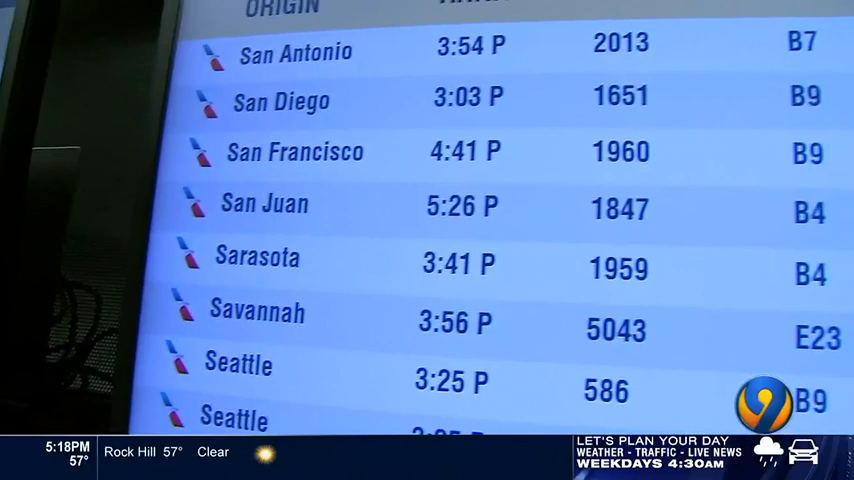 ORIGIN
San Antonio 3:54 P 2013 B7
San Diego 3:03 P 1651 B9
San Francisco 4:41 P 1960 B9
San Juan 5:26 P 1847 B4
Sarasota 3:41 P 1959 B4
Savannah 3:56 P 5043 E23
Seattle 3:25 P 586 B9
Seattle
9
5:18PM
57°
Rock Hill 57° Clear
LET'S PLAN YOUR DAY
WEATHER - TRAFFIC - LIVE NEWS
WEEKDAYS 4:30AM